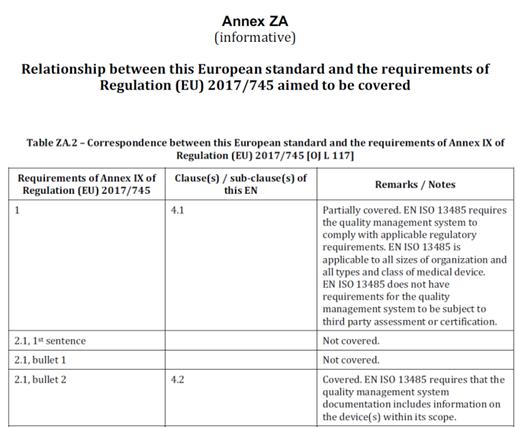 Annex ZA
(informative)
Relationship between this European standard and the requirements of
Regulation (EU) 2017/745 aimed to be covered
Table ZA.2 – Correspondence between this European standard and the requirements of Annex IX of
Regulation (EU) 2017/745 [OJ L 117]
Requirements of Annex IX of
Regulation (EU) 2017/745
Clause(s) / sub-clause(s) of
this EN
Remarks / Notes
1
4.1
Partially covered. EN ISO 13485 requires
the quality management system to
comply with applicable regulatory
requirements. EN ISO 13485 is
applicable to all sizes of organization and
all types and class of medical device.
EN ISO 13485 does not have
requirements for the quality
management system to be subject to
third party assessment or certification.
2.1, 1st sentence
Not covered.
2.1, bullet 1
Not covered.
2.1, bullet 2
4.2
Covered. EN ISO 13485 requires that the
quality management system
documentation includes information on
the device(s) within its scope.